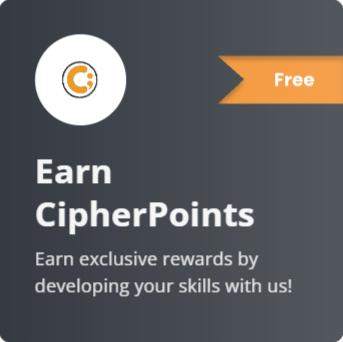 Free
Earn
CipherPoints
Earn exclusive rewards by
developing your skills with us!